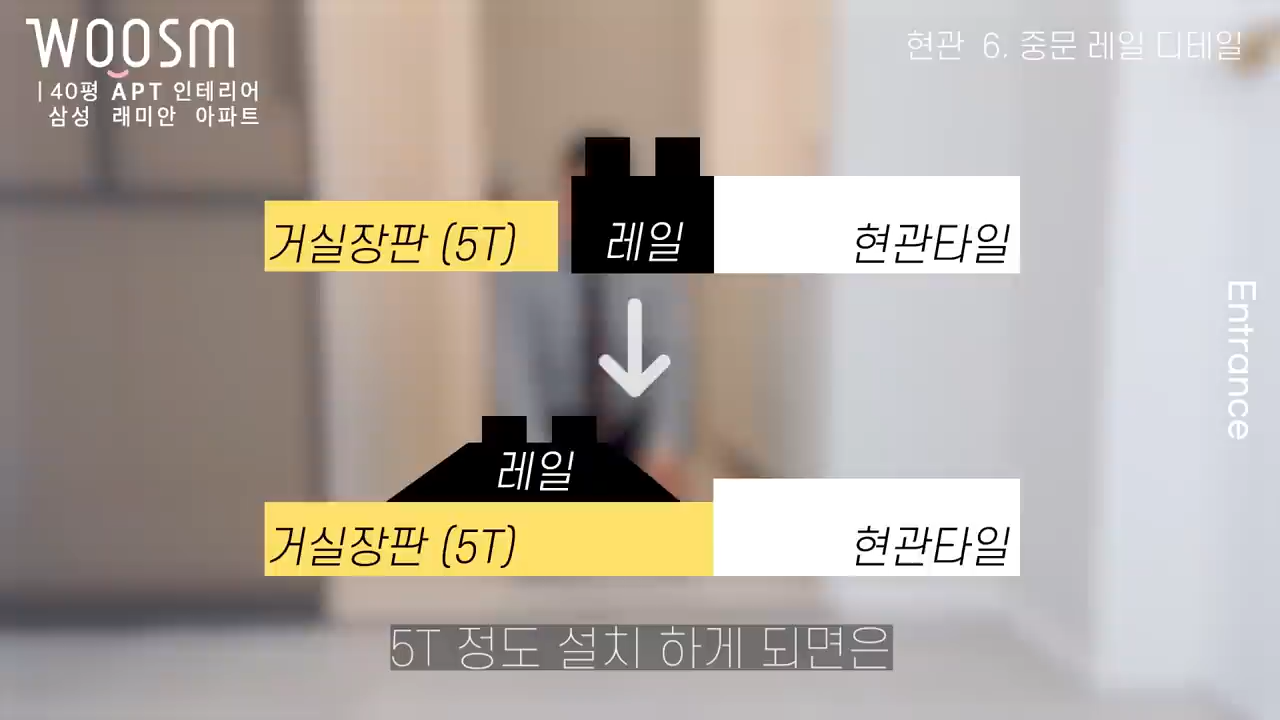 WOOSM
| 40평 APT 인테리어
삼성 래미안 아파트
현관 6. 중문 레일 디테일
거실장판 (5T)
레일
현관타일
레일
거실장판 (5T)
현관타일
Entrance
5T 정도 설치 하게 되면은